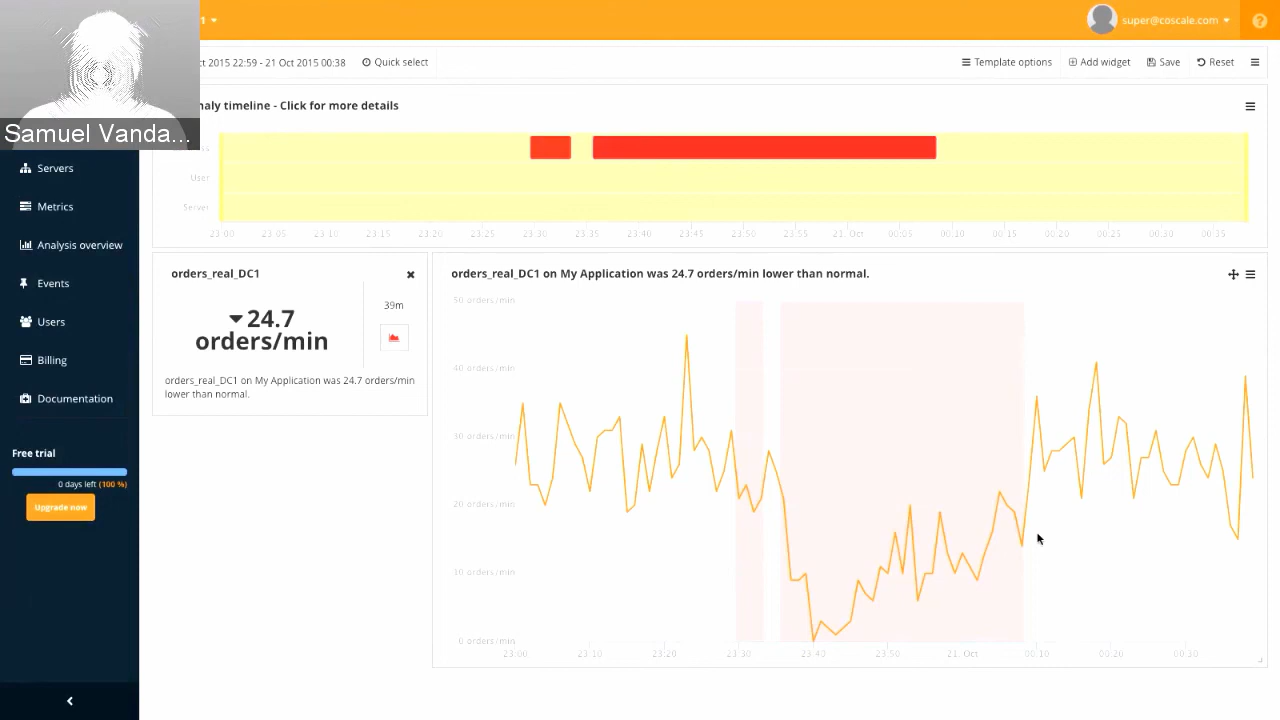 1
super@coscale.com
?
ct 2015 22:59 - 21 Oct 2015 00:38
Quick select
Template options
Add widget
Save
Reset
naly timeline - Click for more details
Samuel Vanda...
Servers
Metrics
Analysis overview
Events
Users
Billing
Documentation
Free trial
0 days left (100 %)
Upgrade now
User
Server
23:00 23:05 23:10 23:15 23:20 23:25 23:30 23:35 23:40 23:45 23:50 23:55 21. Oct 00:05 00:10 00:15 00:20 00:25 00:30 00:35
orders_real_DC1
24.7
orders/min
39m
orders_real_DC1 on My Application was 24.7 orders/min
lower than normal.
orders_real_DC1 on My Application was 24.7 orders/min lower than normal.
50 orders/min
40 orders/min
30 orders/min
20 orders/min
10 orders/min
0 orders/min
23:00 23:10 23:20 23:30 23:40 23:50 21. Oct 00:10 00:20 00:30